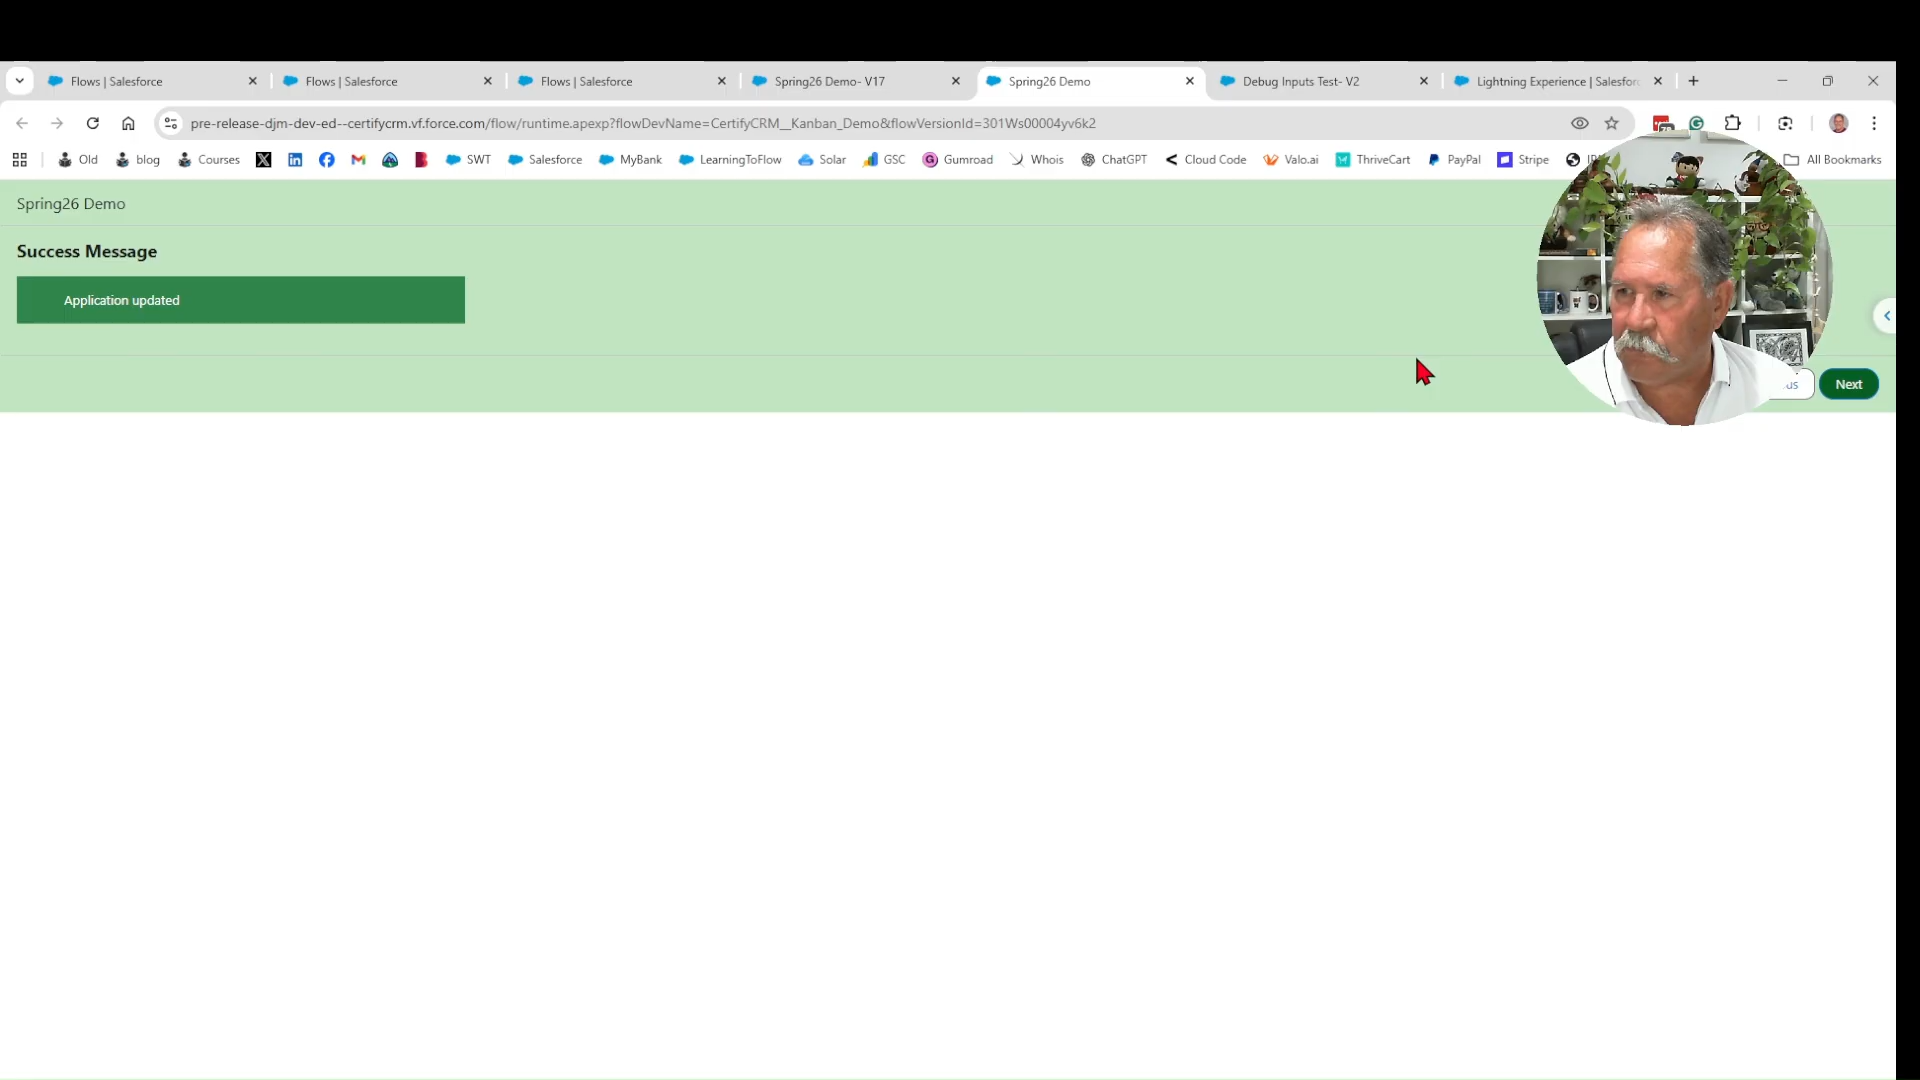 Flows | Salesforce
Flows | Salesforce
Flows | Salesforce
Spring26 Demo- V17
Spring26 Demo
Debug Inputs Test- V2
Lightning Experience | Salesforc
pre-release-djm-dev-ed--certifycrm.vf.force.com/flow/runtime.apexp?flowDevName=CertifyCRM__Kanban_Demo&flowVersionId=301Ws00004yv6k2
Old blog Courses SWT Salesforce MyBank LearningToFlow Solar GSC Gumroad Whois ChatGPT Cloud Code Valo.ai ThriveCart PayPal Stripe All Bookmarks
Spring26 Demo
Success Message
Application updated
us Next